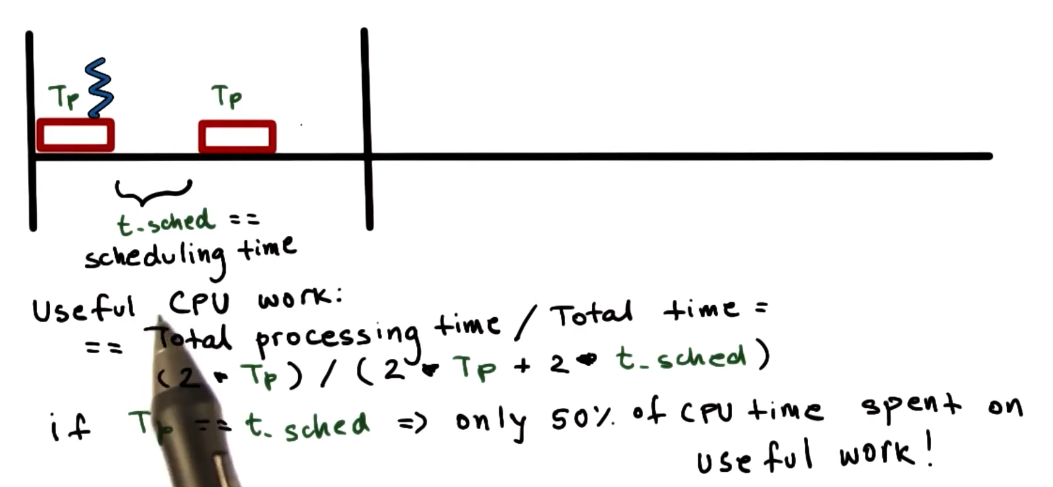 Tp Tp
t_sched ==
scheduling time
Useful CPU work:
== Total processing time / Total time =
(2 * Tp) / (2 * Tp + 2 * t_sched)
if Tp == t_sched => only 50% of CPU time spent on
useful work!